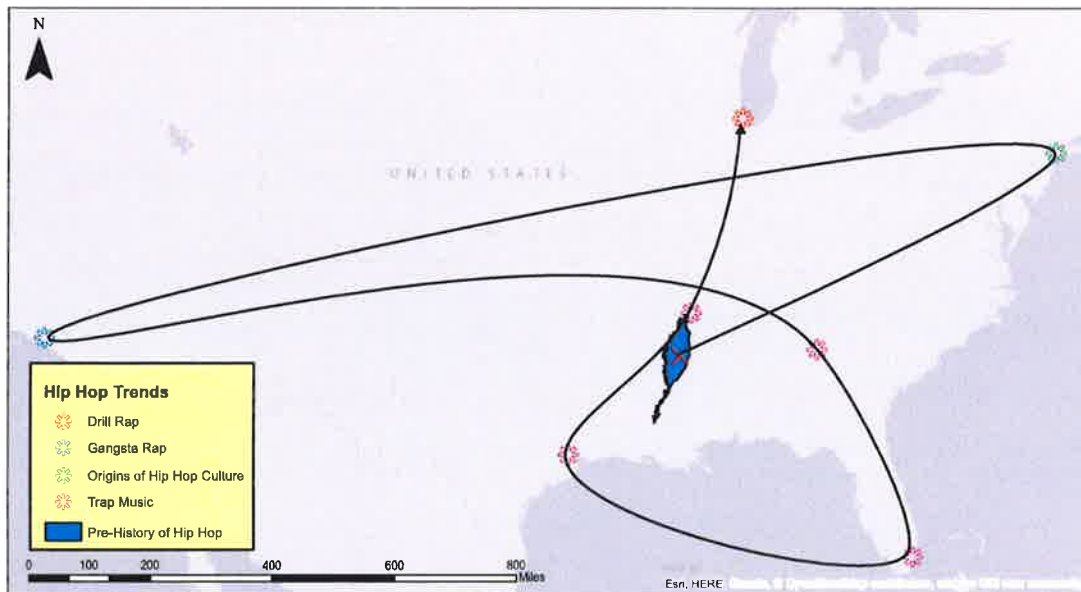 N
UNITED STATES
Hip Hop Trends
Drill Rap
Gangsta Rap
Origins of Hip Hop Culture
Trap Music
Pre-History of Hip Hop
0 100 200 400 600 800
Miles
Esri, HERE